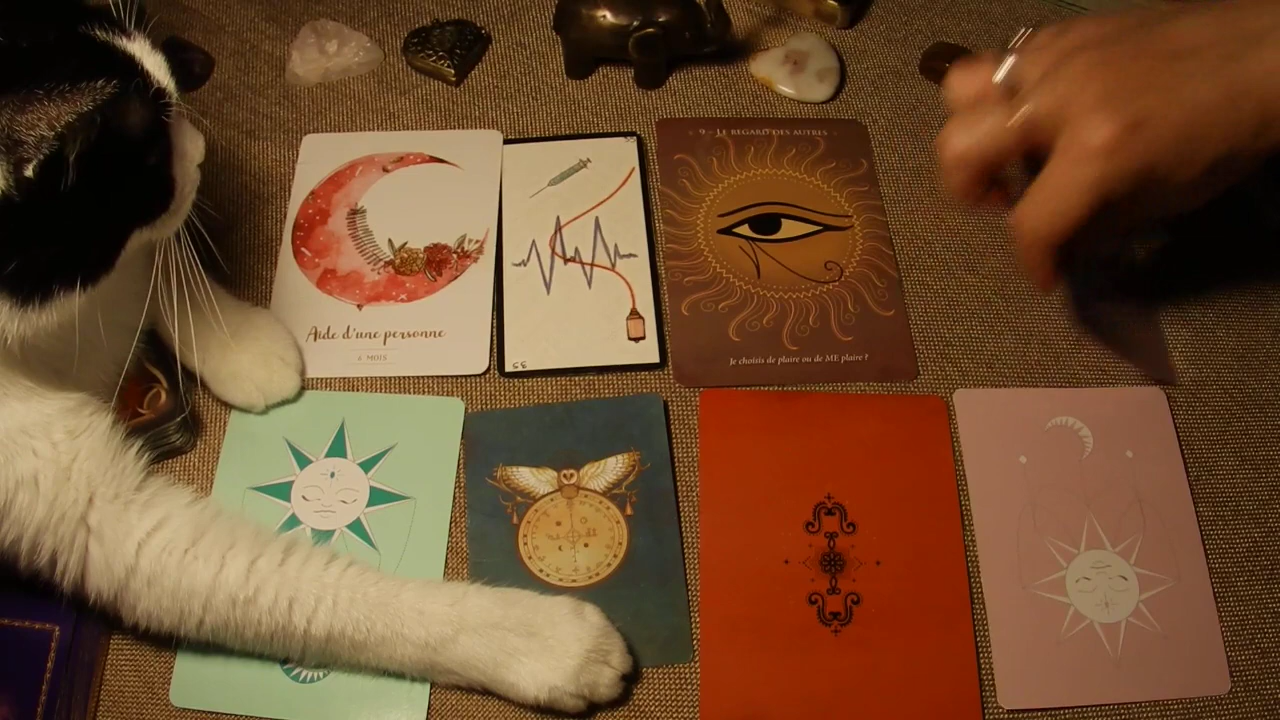 Aide d'une personne
6 MOIS
55
9 - LE REGARD DES AUTRES
Je choisis de plaire ou de ME plaire ?